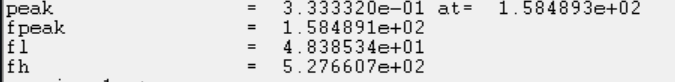 peak = 3.333320e-01 at= 1.584893e+02
fpeak = 1.584891e+02
fl = 4.838534e+01
fh = 5.276607e+02